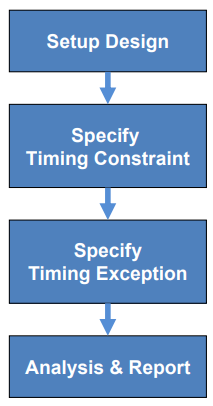 Setup Design
Specify
Timing Constraint
Specify
Timing Exception
Analysis & Report